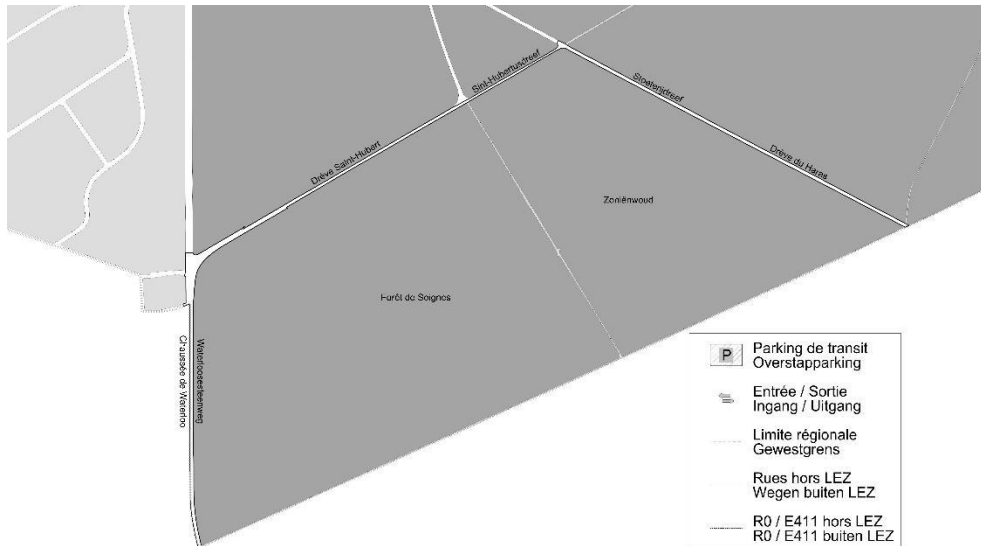 Sint-Hubertusdreef
Stoeterijdreef
Drève Saint-Hubert
Drève du Haras
Zoniënwoud
Forêt de Soignes
Waterloosesteenweg
Chaussée de Waterloo
P
Parking de transit
Overstapparking
Entrée / Sortie
Ingang / Uitgang
Limite régionale
Gewestgrens
Rues hors LEZ
Wegen buiten LEZ
R0 / E411 hors LEZ
R0 / E411 buiten LEZ